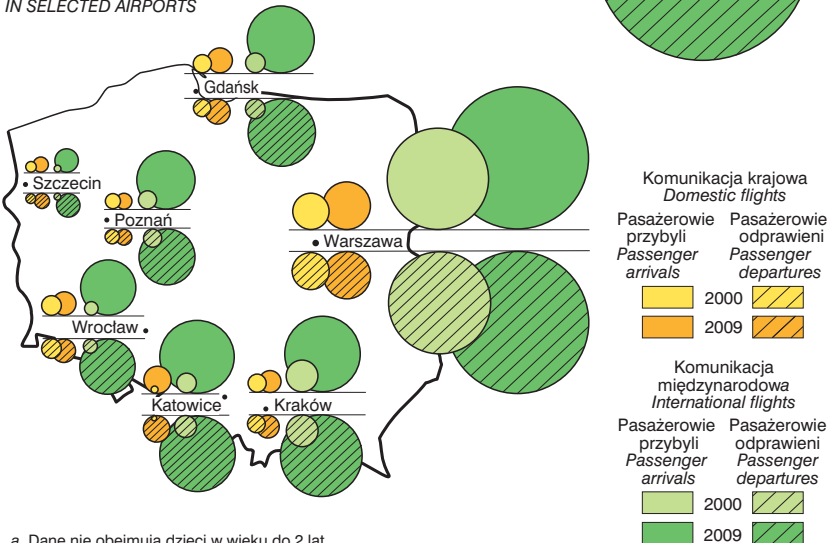 IN SELECTED AIRPORTS
Gdańsk
Szczecin
Poznań
Warszawa
Wrocław
Katowice
Kraków
Komunikacja krajowa
Domestic flights
Pasażerowie Pasażerowie
przybyli odprawieni
Passenger Passenger
arrivals departures
2000
2009
Komunikacja
międzynarodowa
International flights
Pasażerowie Pasażerowie
przybyli odprawieni
Passenger Passenger
arrivals departures
2000
2009
a Dane nie obejmują dzieci w wieku do 2 lat